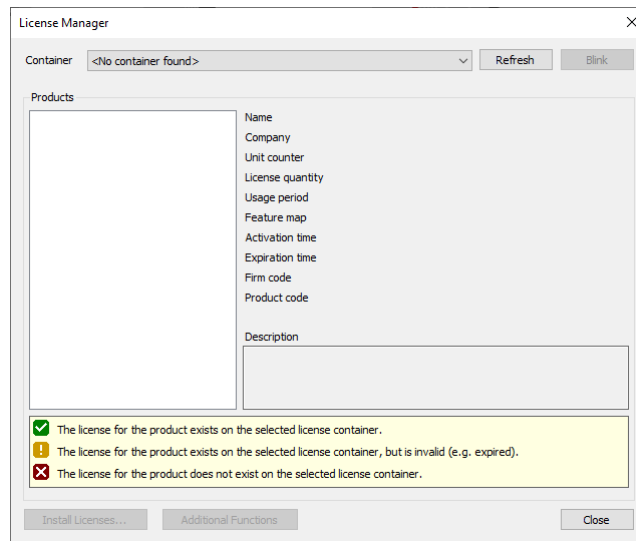 License Manager
Container <No container found> Refresh Blink
Products
Name
Company
Unit counter
License quantity
Usage period
Feature map
Activation time
Expiration time
Firm code
Product code
Description
The license for the product exists on the selected license container.
The license for the product exists on the selected license container, but is invalid (e.g. expired).
The license for the product does not exist on the selected license container.
Install Licenses... Additional Functions Close